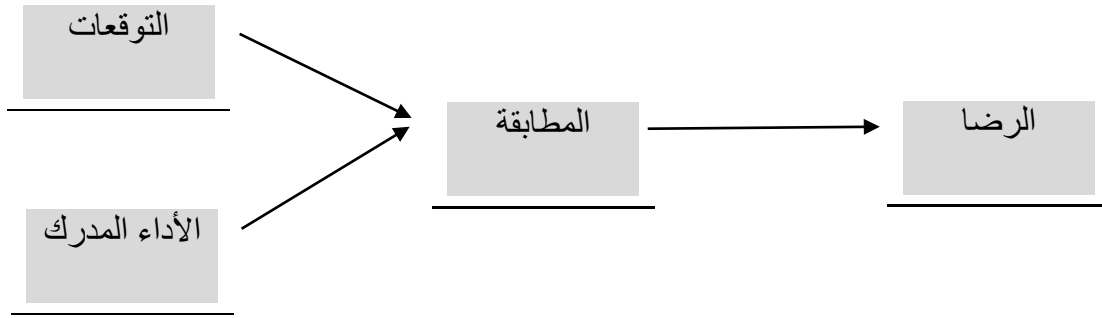 التوقعات
المطابقة
الرضا
الأداء المدرك